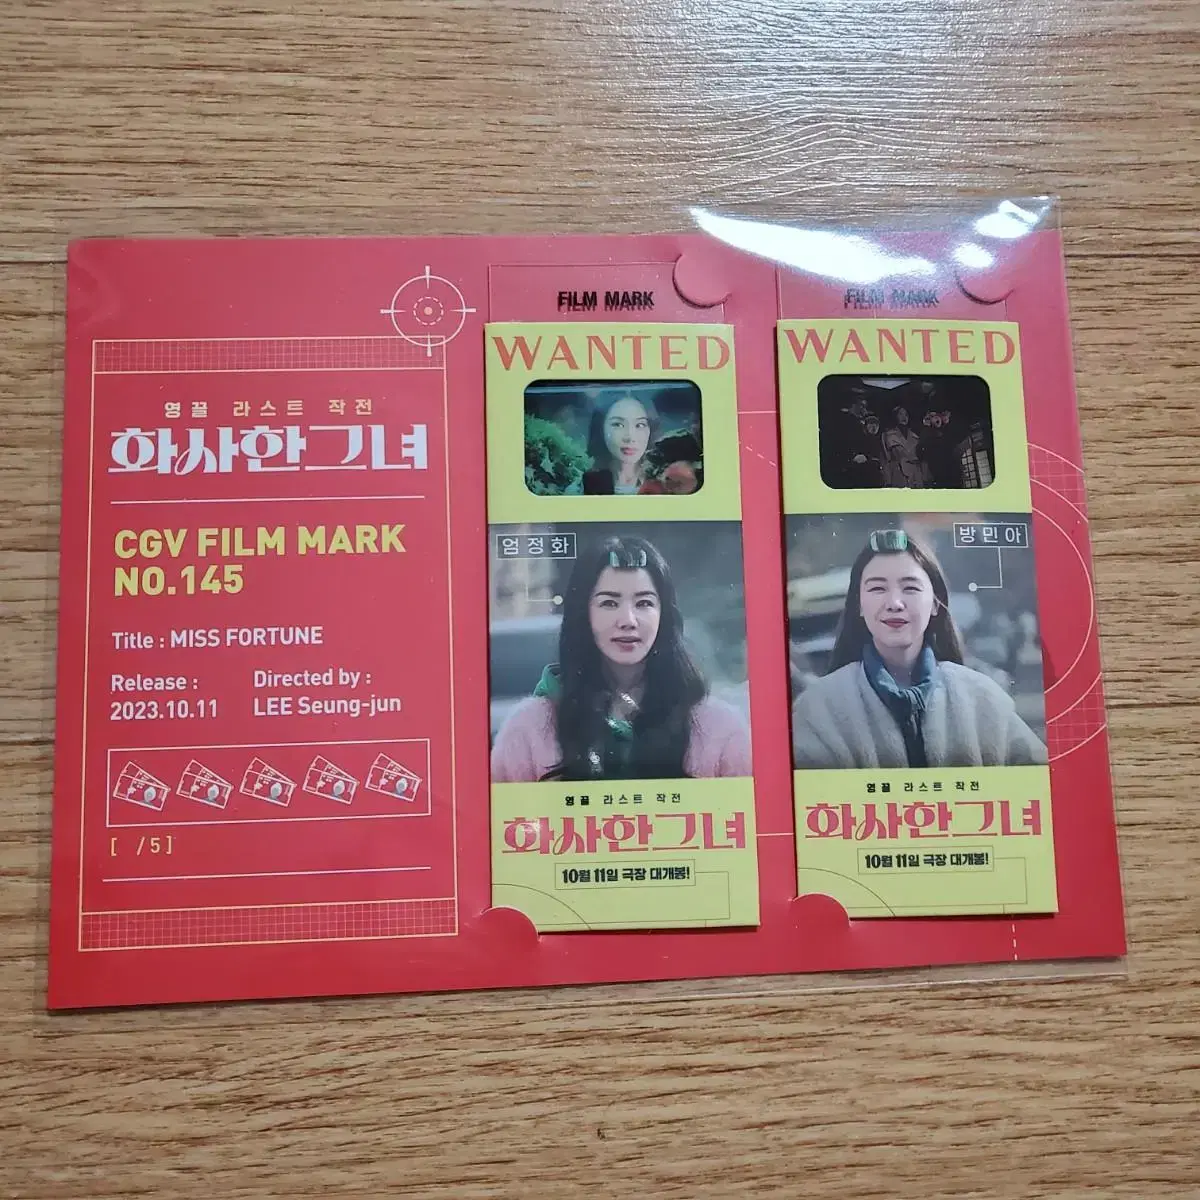 영끌 라스트 작전
화사한그녀
CGV FILM MARK
NO.145
Title : MISS FORTUNE
Release :
2023.10.11
Directed by :
LEE Seung-jun
[ /5]
FILM MARK
WANTED
엄정화
영끌 라스트 작전
화사한그녀
10월 11일 극장 대개봉!
FILM MARK
WANTED
방민아
영끌 라스트 작전
화사한그녀
10월 11일 극장 대개봉!